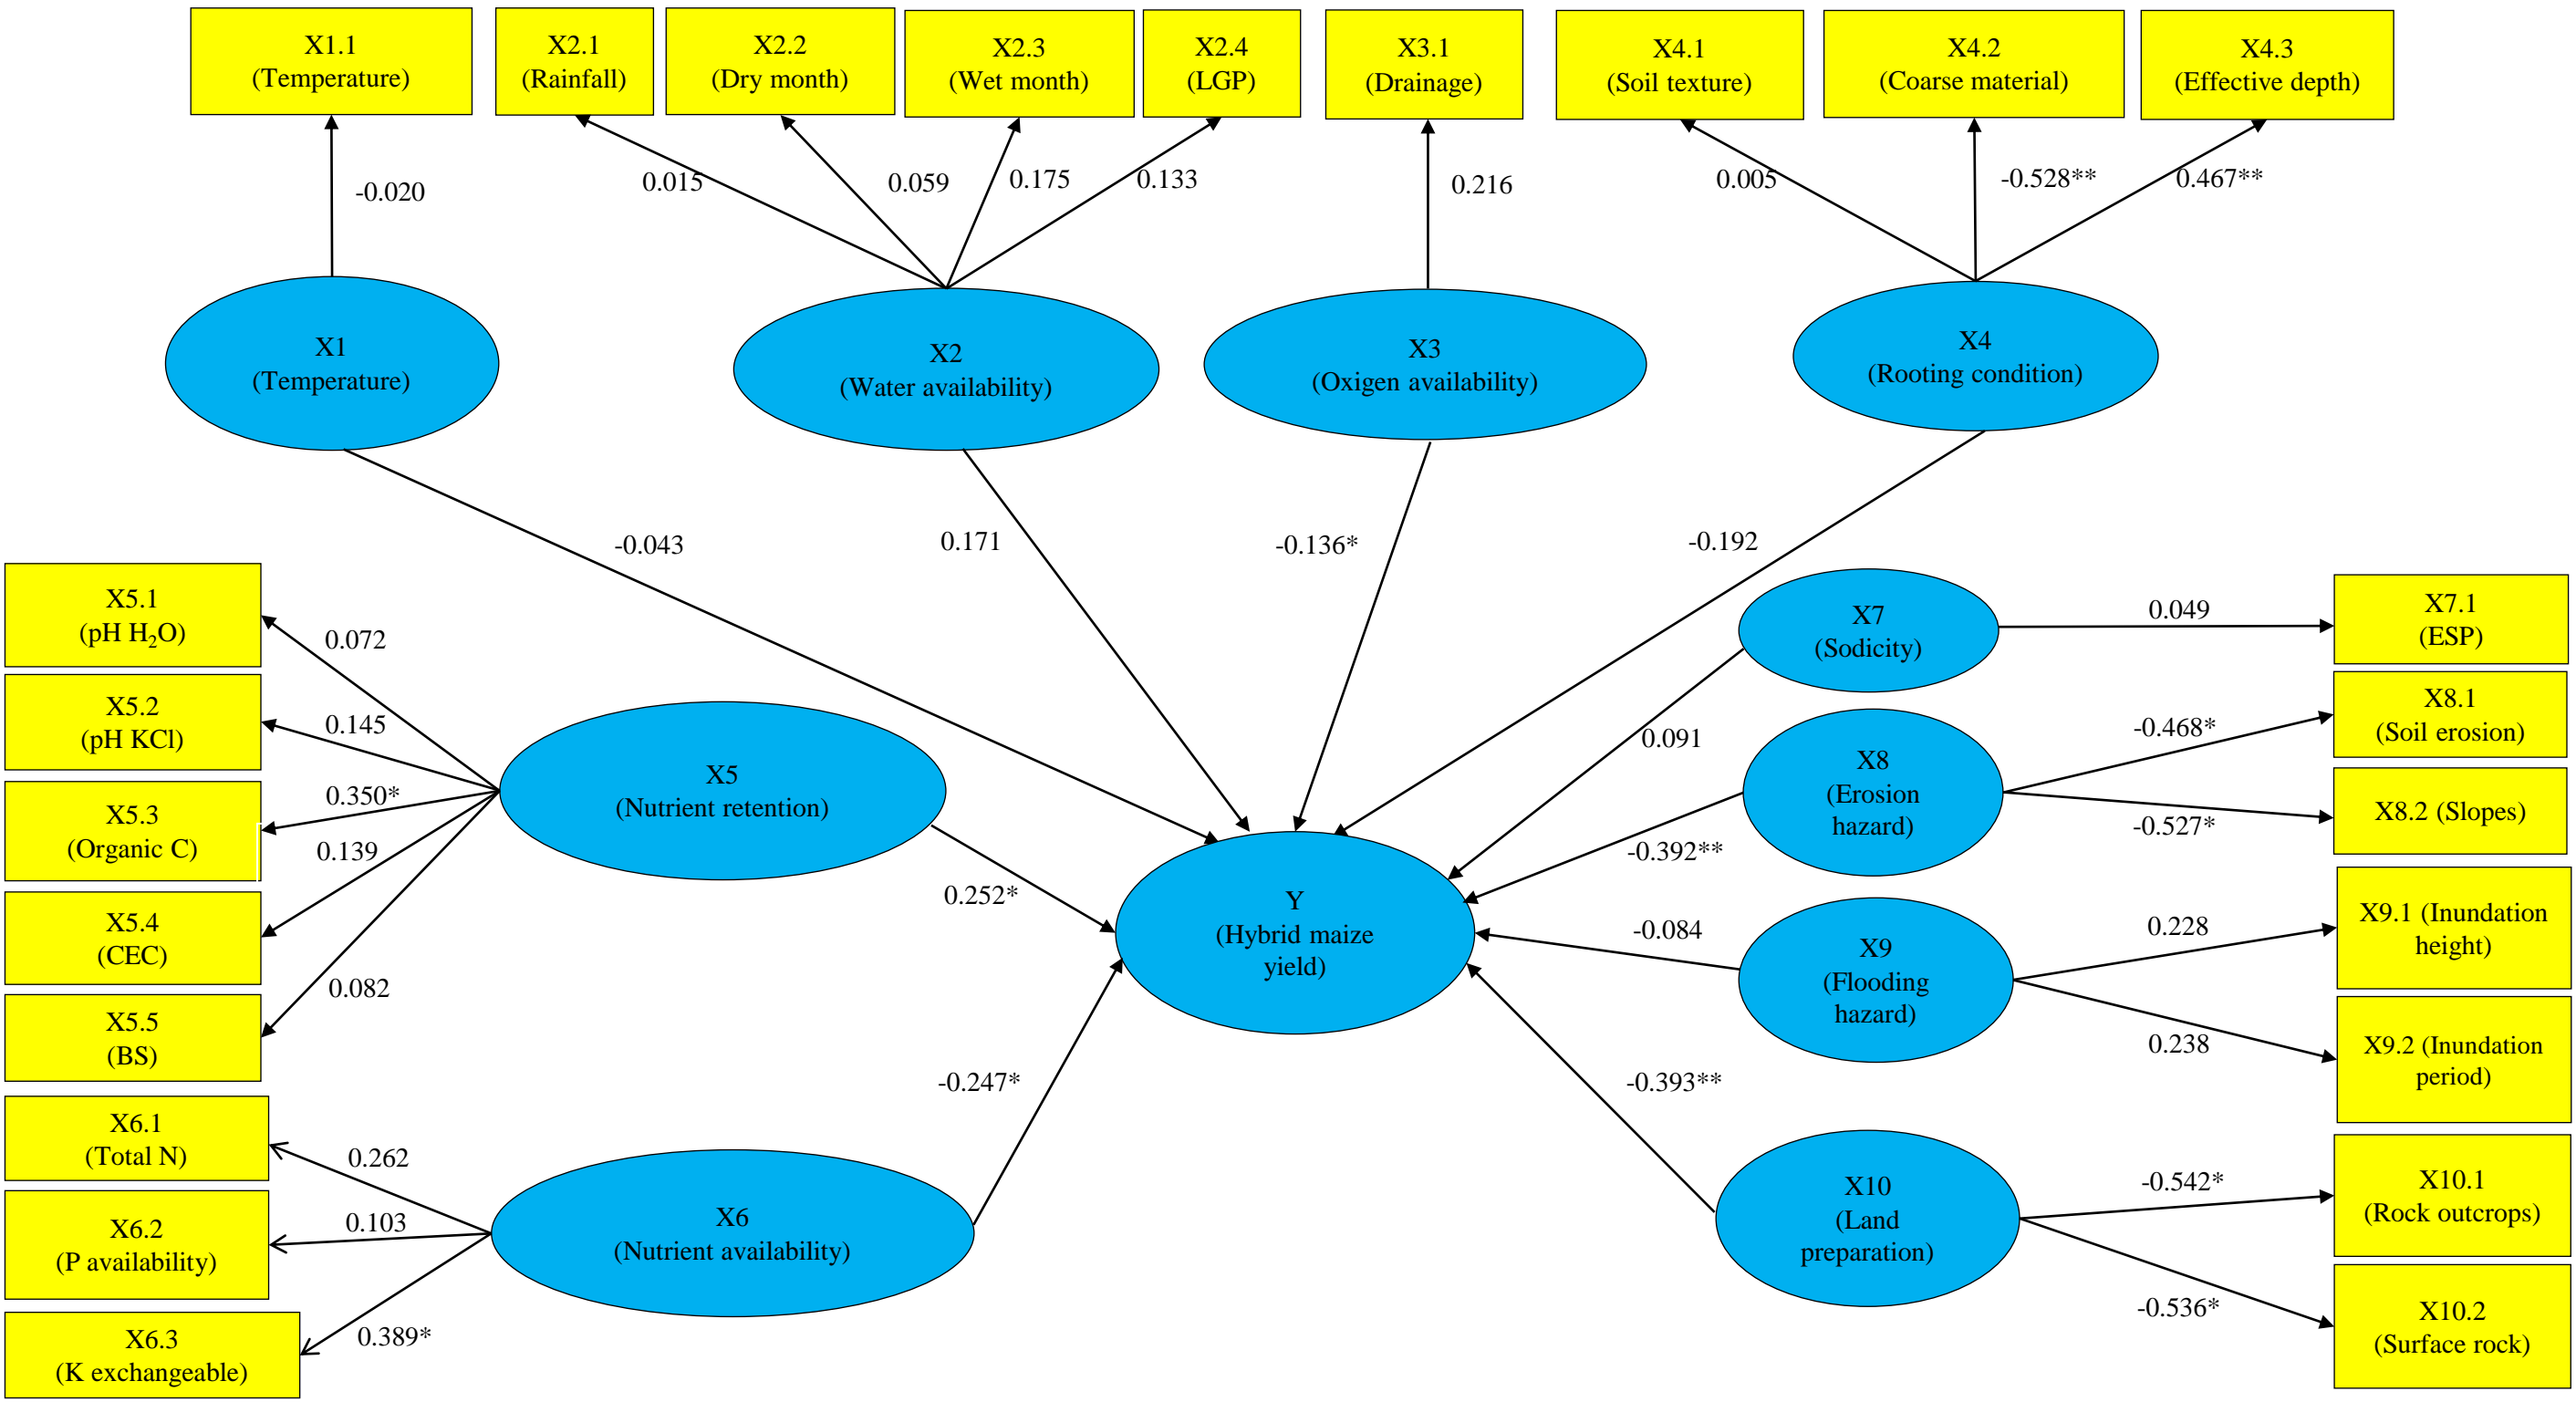 X1.1
(Temperature)
X2.1
(Rainfall)
X2.2
(Dry month)
X2.3
(Wet month)
X2.4
(LGP)
X3.1
(Drainage)
X4.1
(Soil texture)
X4.2
(Coarse material)
X4.3
(Effective depth)
-0.020
0.015
0.059
0.175
0.133
0.216
0.005
-0.528**
0.467**
X1
(Temperature)
X2
(Water availability)
X3
(Oxigen availability)
X4
(Rooting condition)
-0.043
0.171
-0.136*
-0.192
X5.1
(pH H₂O)
X5.2
(pH KCl)
X5.3
(Organic C)
X5.4
(CEC)
X5.5
(BS)
0.072
0.145
0.350*
0.139
0.082
X5
(Nutrient retention)
0.252*
X6.1
(Total N)
X6.2
(P availability)
X6.3
(K exchangeable)
0.262
0.103
0.389*
X6
(Nutrient availability)
-0.247*
Y
(Hybrid maize
yield)
X7
(Sodicity)
0.091
0.049
X7.1
(ESP)
X8
(Erosion
hazard)
-0.392**
-0.468*
-0.527*
X8.1
(Soil erosion)
X8.2 (Slopes)
X9
(Flooding
hazard)
-0.084
0.228
0.238
X9.1 (Inundation
height)
X9.2 (Inundation
period)
X10
(Land
preparation)
-0.393**
-0.542*
-0.536*
X10.1
(Rock outcrops)
X10.2
(Surface rock)